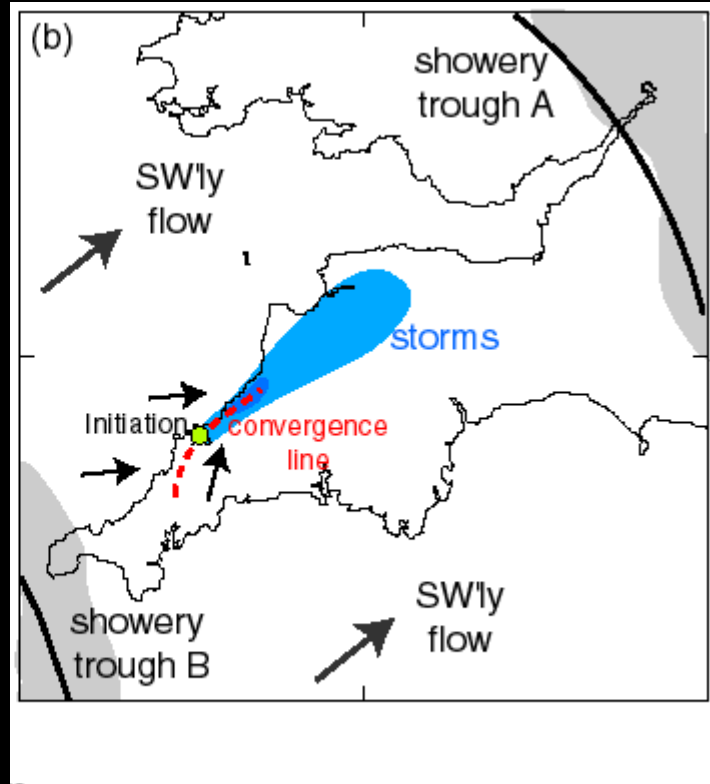 (b)
showery
trough A
SW'ly
flow
storms
Initiation
convergence
line
SW'ly
flow
showery
trough B